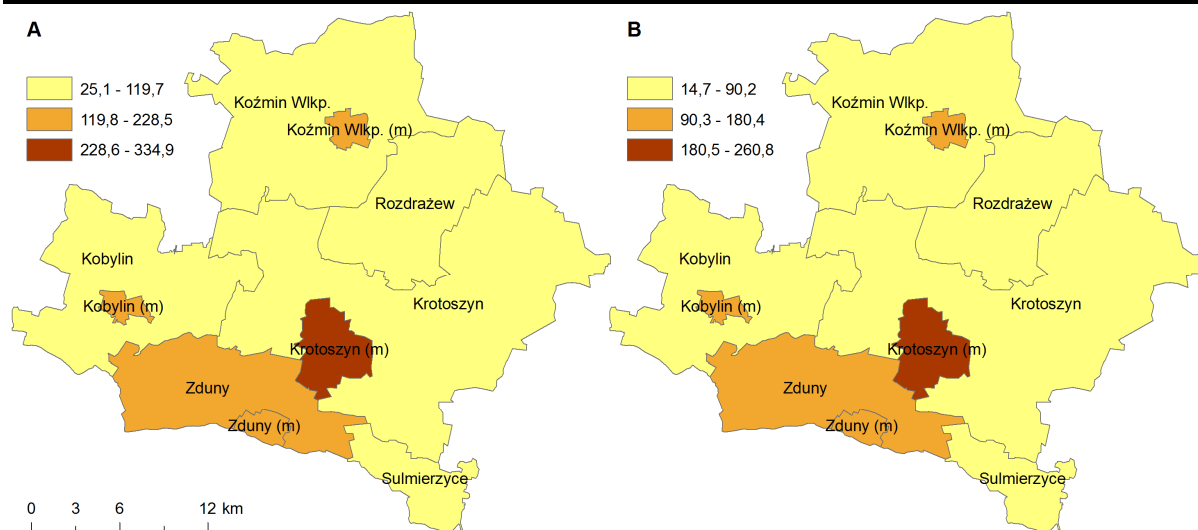 A
25,1 - 119,7
119,8 - 228,5
228,6 - 334,9
Koźmin Wlkp.
Koźmin Wlkp. (m)
Rozdrażew
Kobylin
Kobylin (m)
Krotoszyn
Krotoszyn (m)
Zduny
Zduny (m)
Sulmierzyce
0 3 6 12 km
B
14,7 - 90,2
90,3 - 180,4
180,5 - 260,8
Koźmin Wlkp.
Koźmin Wlkp. (m)
Rozdrażew
Kobylin
Kobylin (m)
Krotoszyn
Krotoszyn (m)
Zduny
Zduny (m)
Sulmierzyce